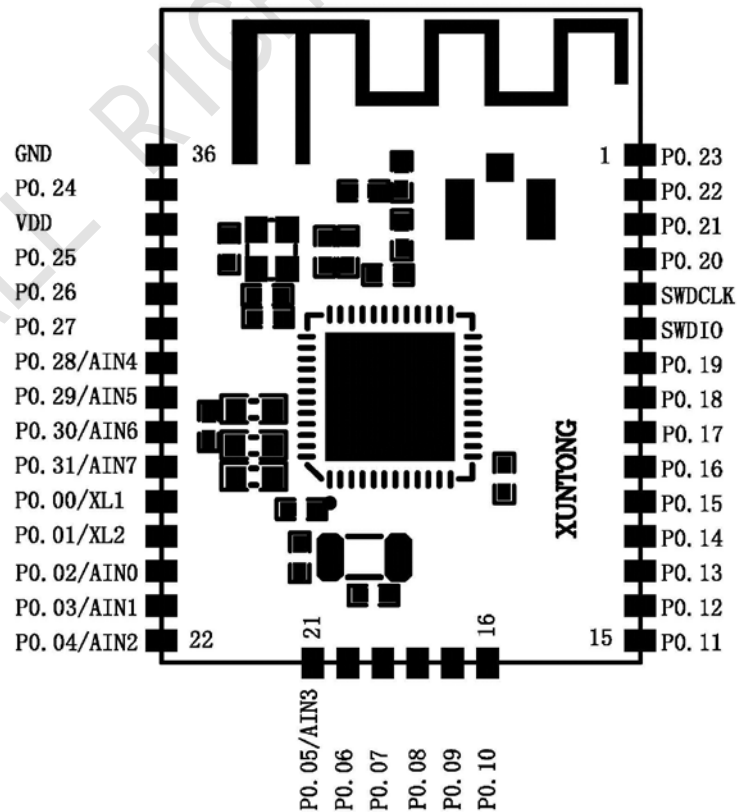 ALL RIGH
GND
36
1
P0.23
P0.24
P0.22
VDD
P0.21
P0.25
P0.20
P0.26
SWDCLK
P0.27
SWDIO
P0.28/AIN4
P0.19
P0.29/AIN5
P0.18
P0.30/AIN6
P0.17
P0.31/AIN7
P0.16
XUNTONG
P0.00/XL1
P0.15
P0.01/XL2
P0.14
P0.02/AIN0
P0.13
P0.03/AIN1
P0.12
P0.04/AIN2
22
21
16
15
P0.11
P0.05/AIN3
P0.06
P0.07
P0.08
P0.09
P0.10